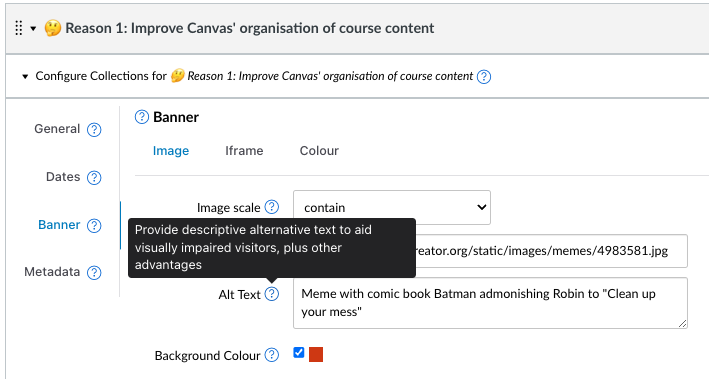 🤔 Reason 1: Improve Canvas' organisation of course content
Configure Collections for 🤔 Reason 1: Improve Canvas' organisation of course content ?
General ?
Dates ?
Banner ?
Metadata ?
? Banner
Image Iframe Colour
Image scale ? contain
Provide descriptive alternative text to aid
visually impaired visitors, plus other
advantages
reator.org/static/images/memes/4983581.jpg
Alt Text ?
Meme with comic book Batman admonishing Robin to "Clean up
your mess"
Background Colour ?